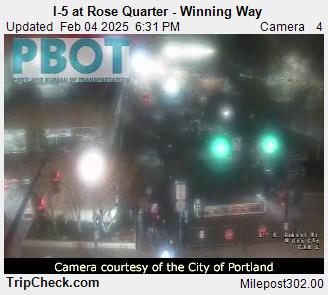 I-5 at Rose Quarter - Winning Way
Updated Feb 04 2025 6:31 PM Camera 4
PBOT
PORTLAND BUREAU OF TRANSPORTATION
Camera courtesy of the City of Portland
TripCheck.com Milepost302.00